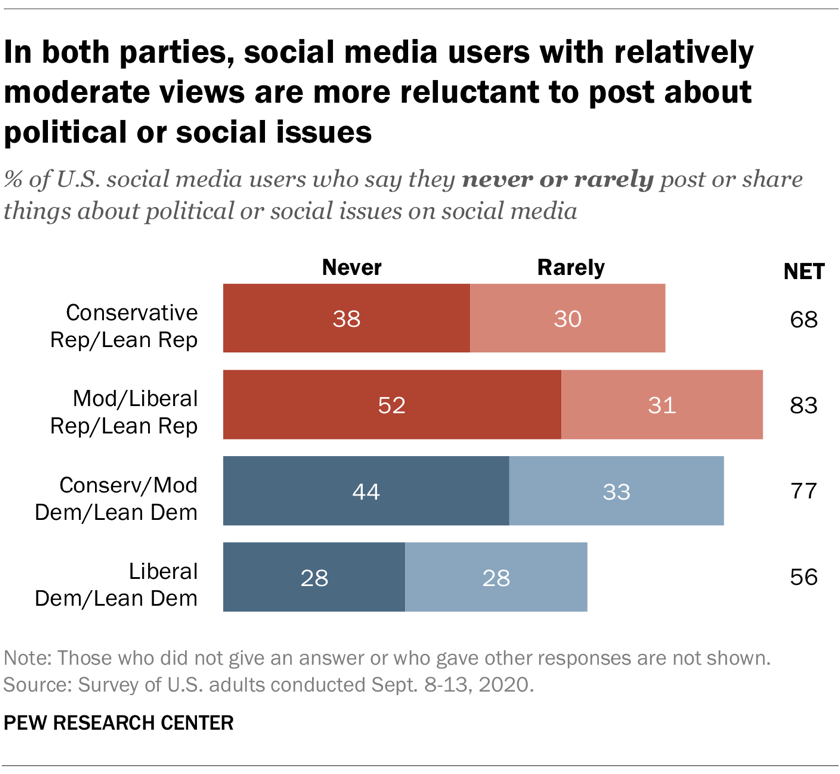 In both parties, social media users with relatively
moderate views are more reluctant to post about
political or social issues
% of U.S. social media users who say they never or rarely post or share
things about political or social issues on social media
Never Rarely NET
Conservative
Rep/Lean Rep
38 30 68
Mod/Liberal
Rep/Lean Rep
52 31 83
Conserv/Mod
Dem/Lean Dem
44 33 77
Liberal
Dem/Lean Dem
28 28 56
Note: Those who did not give an answer or who gave other responses are not shown.
Source: Survey of U.S. adults conducted Sept. 8-13, 2020.
PEW RESEARCH CENTER